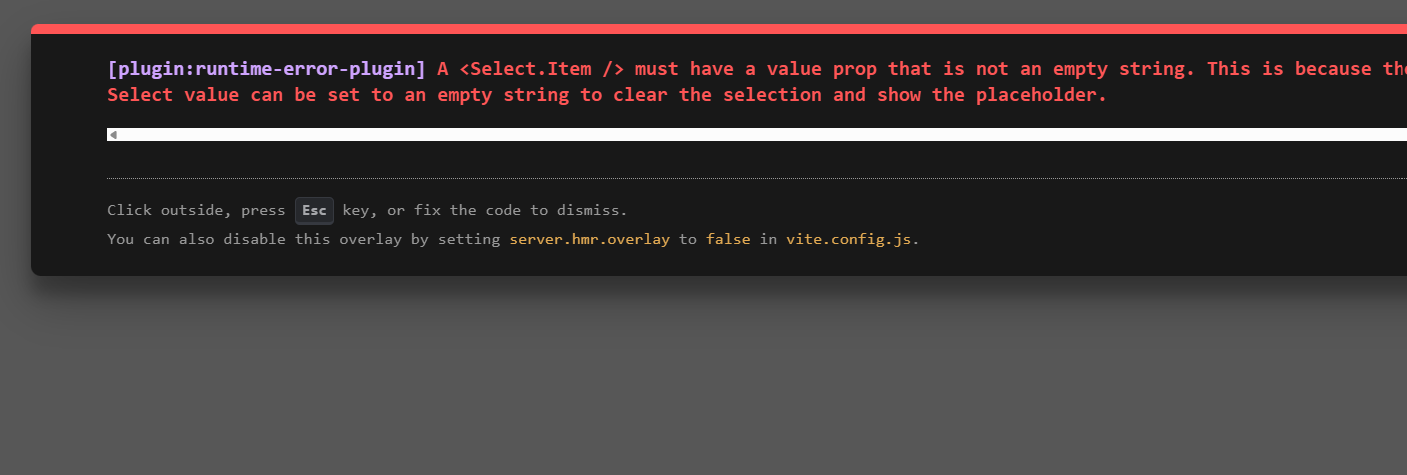 [plugin:runtime-error-plugin] A <Select.Item /> must have a value prop that is not an empty string. This is because the
Select value can be set to an empty string to clear the selection and show the placeholder.
Click outside, press Esc key, or fix the code to dismiss.
You can also disable this overlay by setting server.hmr.overlay to false in vite.config.js.